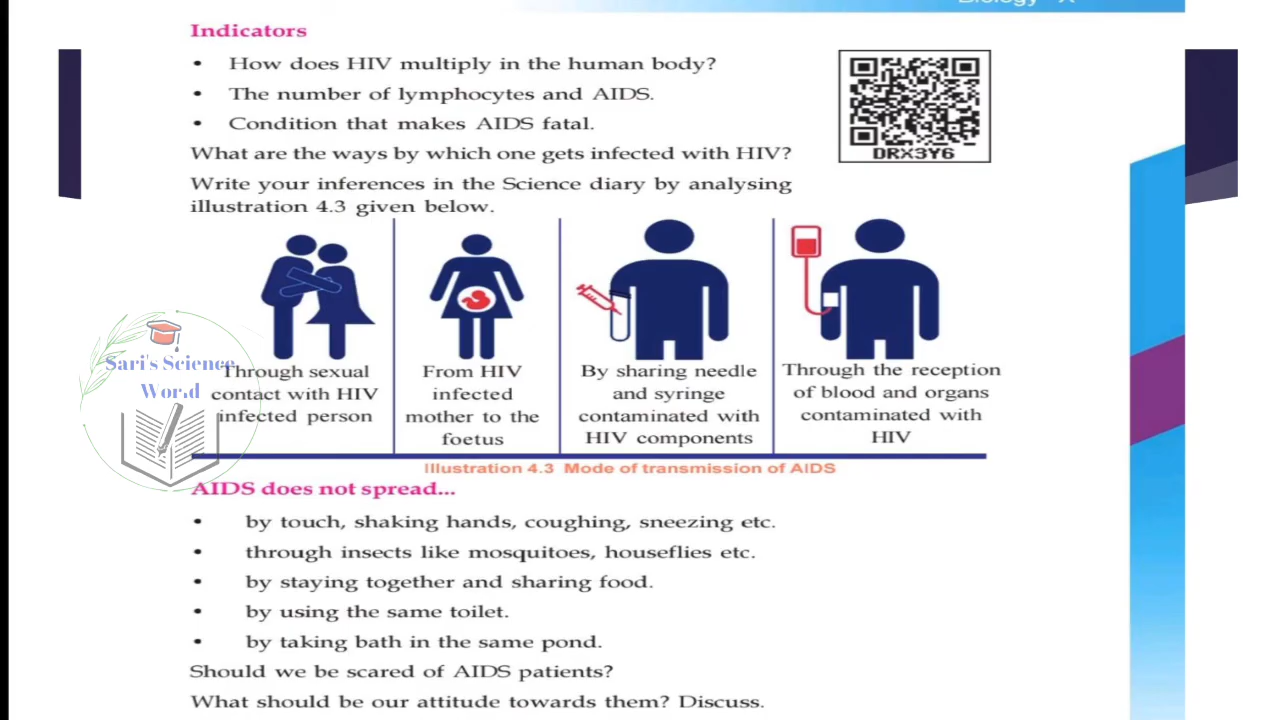 Biology - X
Indicators
• How does HIV multiply in the human body?
• The number of lymphocytes and AIDS.
• Condition that makes AIDS fatal.
What are the ways by which one gets infected with HIV?
Write your inferences in the Science diary by analysing
illustration 4.3 given below.
DRX3Y6
Through sexual
contact with HIV
infected person
From HIV
infected
mother to the
foetus
By sharing needle
and syringe
contaminated with
HIV components
Through the reception
of blood and organs
contaminated with
HIV
Sari's Science
World
Illustration 4.3 Mode of transmission of AIDS
AIDS does not spread...
• by touch, shaking hands, coughing, sneezing etc.
• through insects like mosquitoes, houseflies etc.
• by staying together and sharing food.
• by using the same toilet.
• by taking bath in the same pond.
Should we be scared of AIDS patients?
What should be our attitude towards them? Discuss.